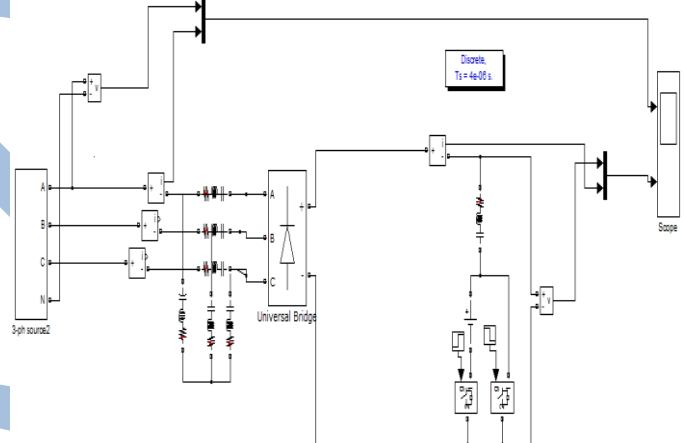 Discrete,
Ts = 4e-06 s.
+
v
-
i
+
-
A
B
C
N
3-ph source2
i
+
-
i
+
-
i
+
-
A
B
C
+
-
Universal Bridge
i
+
-
+
v
-
+
Scope